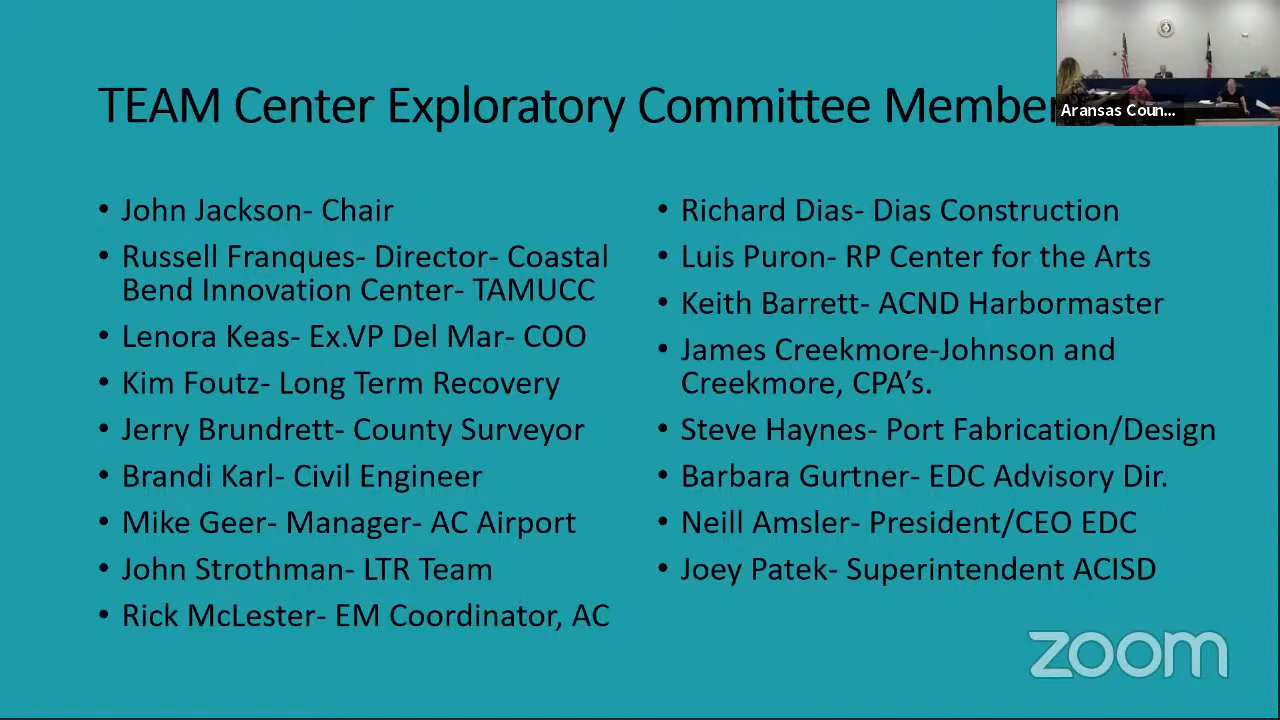 TEAM Center Exploratory Committee Member
Aransas Coun...
• John Jackson- Chair
• Russell Franques- Director- Coastal
Bend Innovation Center- TAMUCC
• Lenora Keas- Ex.VP Del Mar- COO
• Kim Foutz- Long Term Recovery
• Jerry Brundrett- County Surveyor
• Brandi Karl- Civil Engineer
• Mike Geer- Manager- AC Airport
• John Strothman- LTR Team
• Rick McLester- EM Coordinator, AC
• Richard Dias- Dias Construction
• Luis Puron- RP Center for the Arts
• Keith Barrett- ACND Harbormaster
• James Creekmore-Johnson and
Creekmore, CPA’s.
• Steve Haynes- Port Fabrication/Design
• Barbara Gurtner- EDC Advisory Dir.
• Neill Amsler- President/CEO EDC
• Joey Patek- Superintendent ACISD
zoom